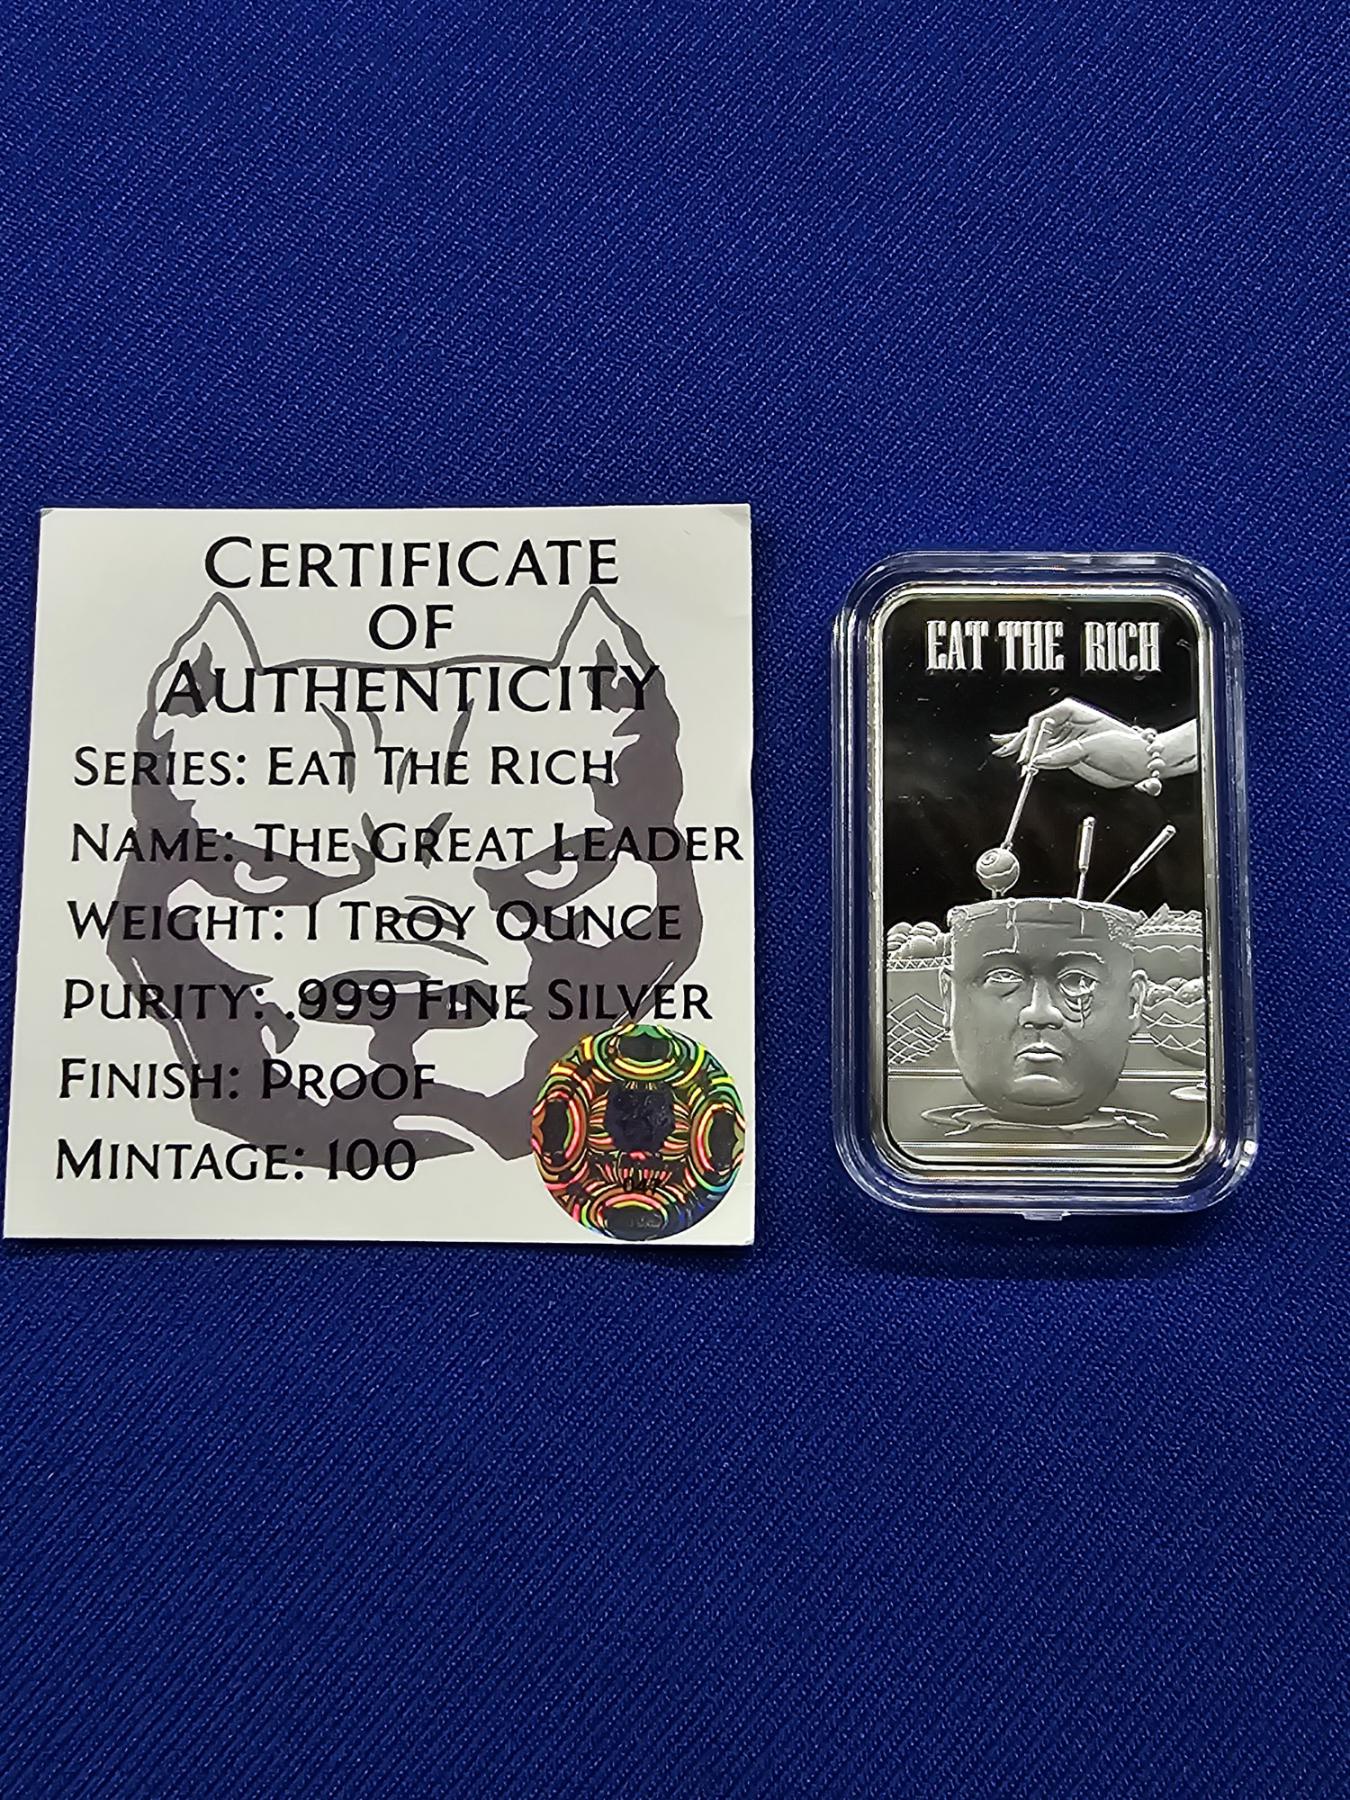 CERTIFICATE
OF
AUTHENTICITY
SERIES: EAT THE RICH
NAME: THE GREAT LEADER
WEIGHT: 1 TROY OUNCE
PURITY: .999 FINE SILVER
FINISH: PROOF
MINTAGE: 100
EAT THE RICH